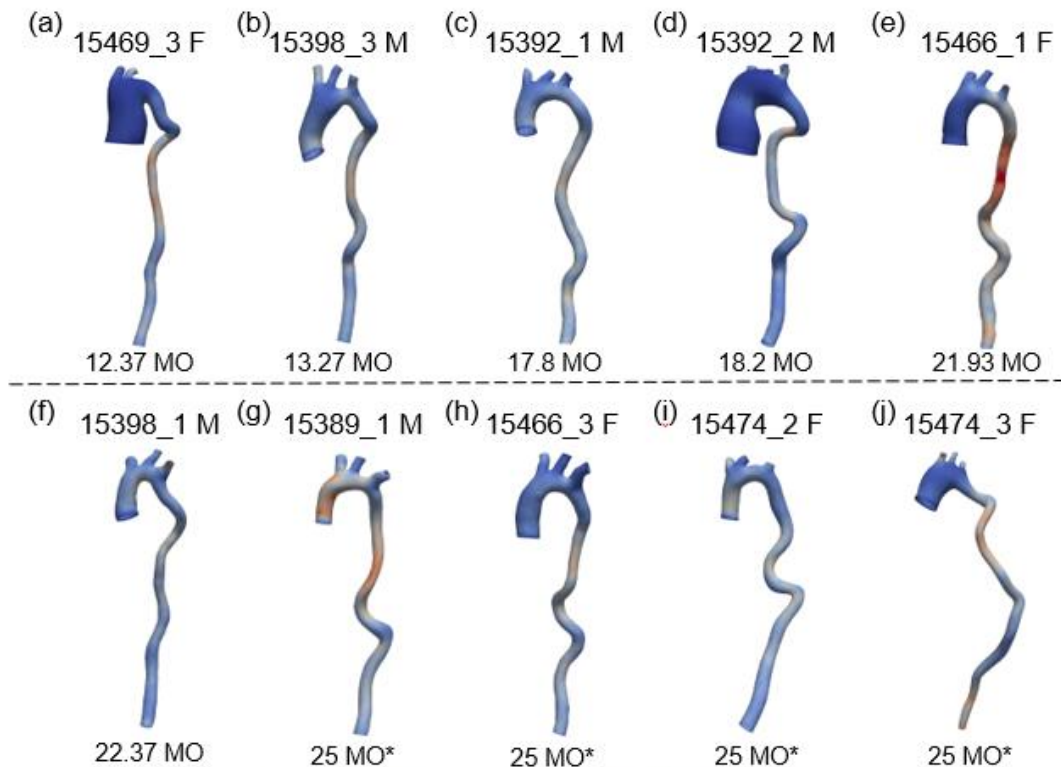 (a) 15469_3 F
(b) 15398_3 M
(c) 15392_1 M
(d) 15392_2 M
(e) 15466_1 F
12.37 MO
13.27 MO
17.8 MO
18.2 MO
21.93 MO
(f) 15398_1 M
(g) 15389_1 M
(h) 15466_3 F
(i) 15474_2 F
(j) 15474_3 F
22.37 MO
25 MO*
25 MO*
25 MO*
25 MO*